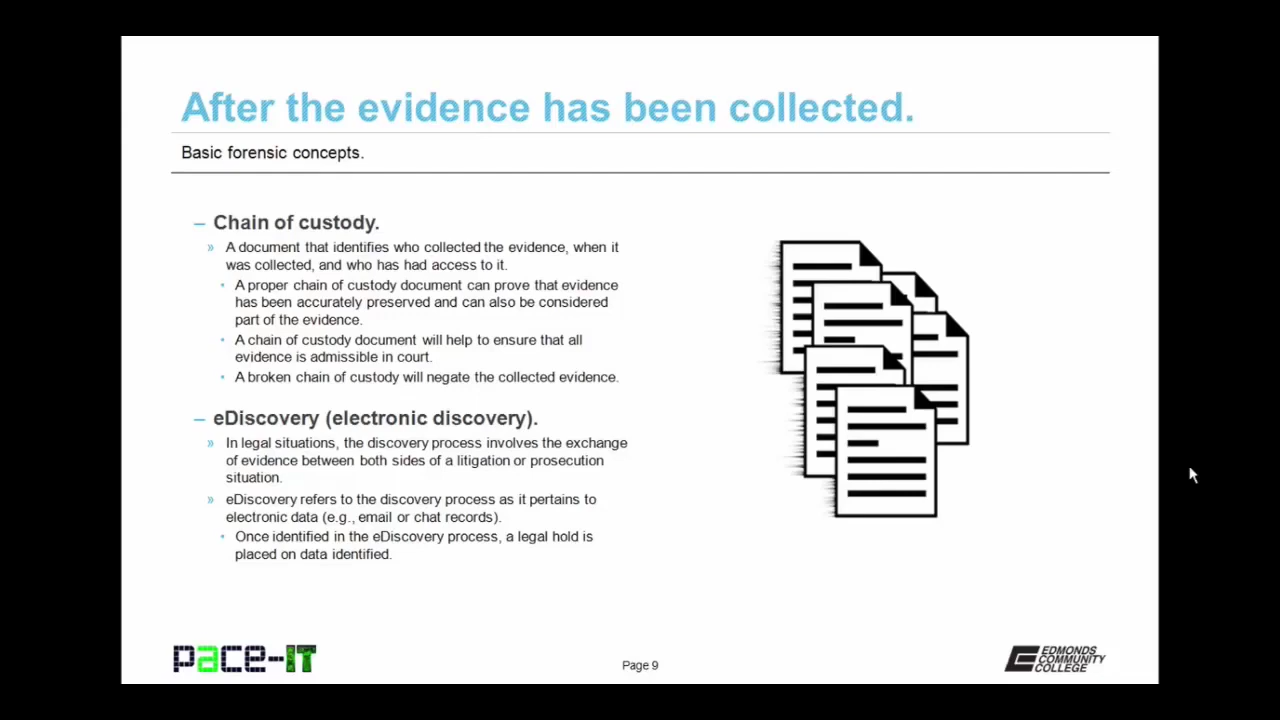 After the evidence has been collected.
Basic forensic concepts.
– Chain of custody.
» A document that identifies who collected the evidence, when it
was collected, and who has had access to it.
• A proper chain of custody document can prove that evidence
has been accurately preserved and can also be considered
part of the evidence.
• A chain of custody document will help to ensure that all
evidence is admissible in court.
• A broken chain of custody will negate the collected evidence.
– eDiscovery (electronic discovery).
» In legal situations, the discovery process involves the exchange
of evidence between both sides of a litigation or prosecution
situation.
» eDiscovery refers to the discovery process as it pertains to
electronic data (e.g., email or chat records).
• Once identified in the eDiscovery process, a legal hold is
placed on data identified.
pace-IT
Page 9
EDMONDS
COMMUNITY
COLLEGE